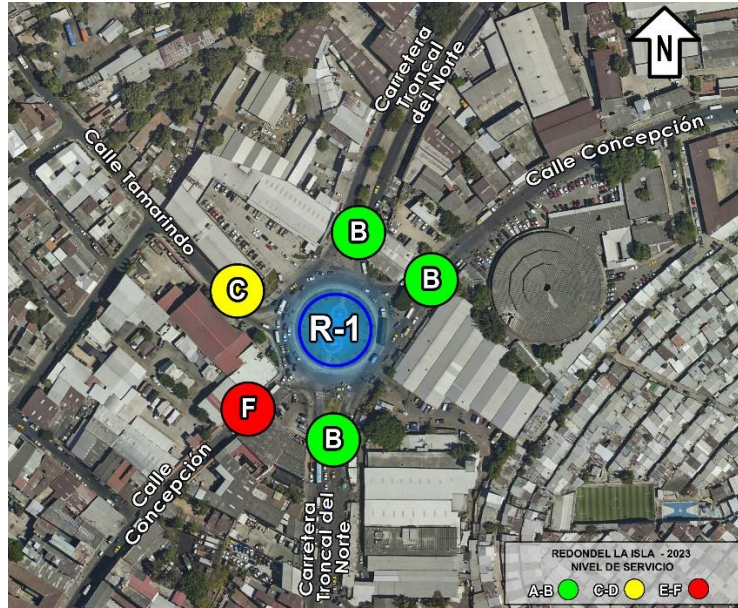 N
Carretera
Troncal
del Norte
Calle Concepción
Calle Tamarindo
B
B
C
R-1
F
B
Calle
Concepción
Carretera
Troncal del
Norte
REDONDEL LA ISLA - 2023
NIVEL DE SERVICIO
A-B C-D E-F